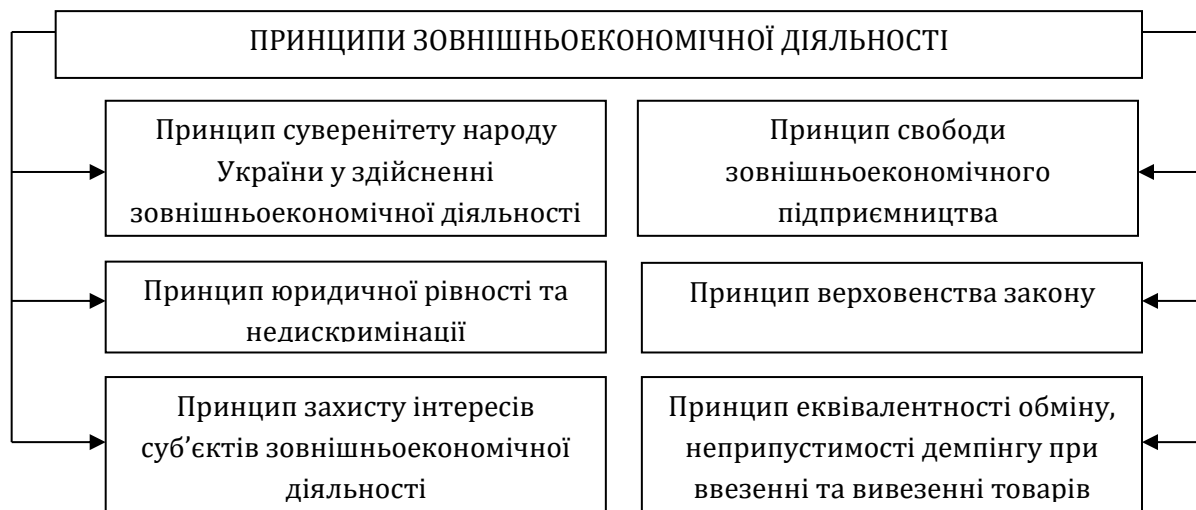 ПРИНЦИПИ ЗОВНІШНЬОЕКОНОМІЧНОЇ ДІЯЛЬНОСТІ
Принцип суверенітету народу
України у здійсненні
зовнішньоекономічної діяльності
Принцип свободи
зовнішньоекономічного
підприємництва
Принцип юридичної рівності та
недискримінації
Принцип верховенства закону
Принцип захисту інтересів
суб’єктів зовнішньоекономічної
діяльності
Принцип еквівалентності обміну,
неприпустимості демпінгу при
ввезенні та вивезенні товарів